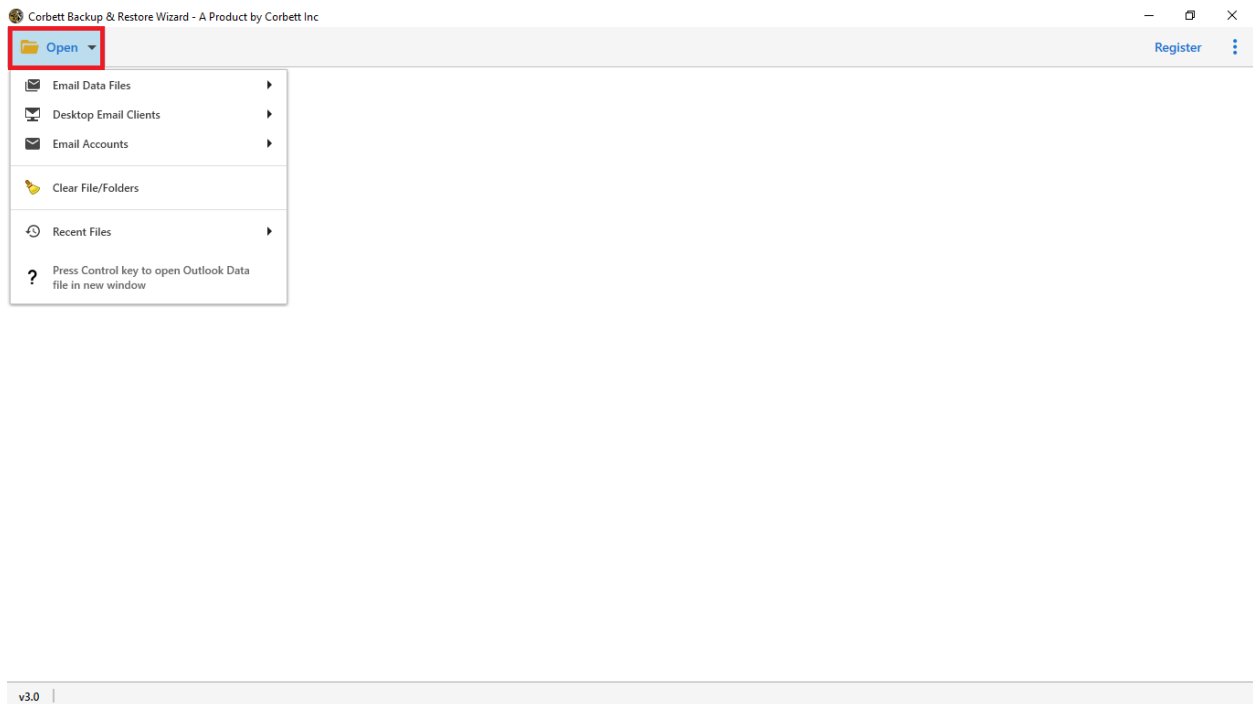 Corbett Backup & Restore Wizard - A Product by Corbett Inc
Open
Register
Email Data Files
Desktop Email Clients
Email Accounts
Clear File/Folders
Recent Files
? Press Control key to open Outlook Data
file in new window
v3.0